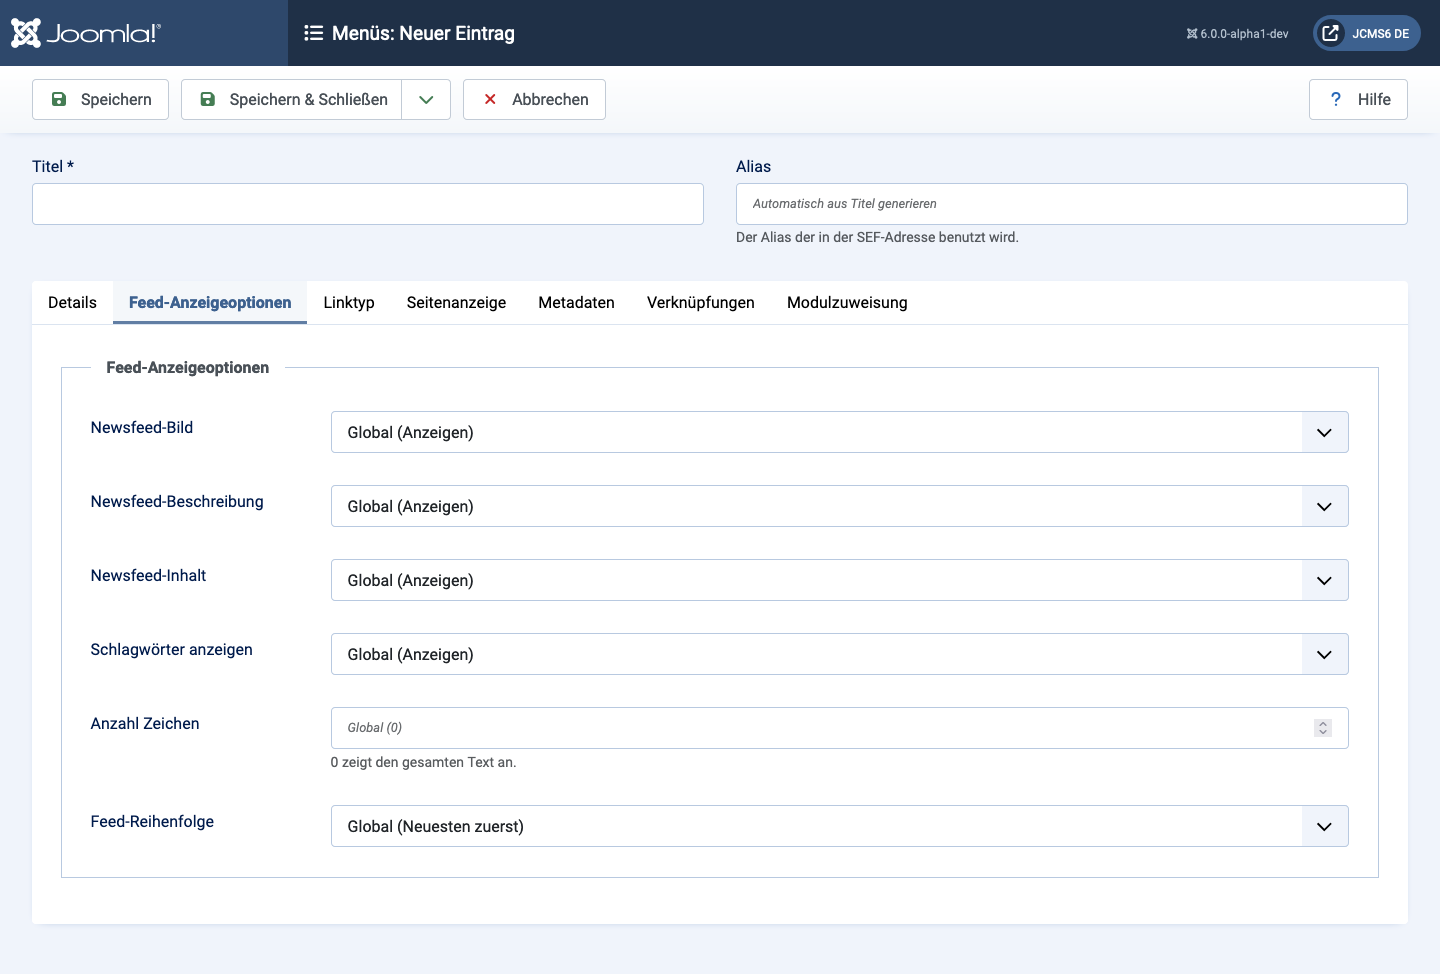 Joomla!®
Menüs: Neuer Eintrag
6.0.0-alpha1-dev
JCMS6 DE
Speichern
Speichern & Schließen
Abbrechen
? Hilfe
Titel *
Alias
Automatisch aus Titel generieren
Der Alias der in der SEF-Adresse benutzt wird.
Details Feed-Anzeigeoptionen Linktyp Seitenanzeige Metadaten Verknüpfungen Modulzuweisung
Feed-Anzeigeoptionen
Newsfeed-Bild
Global (Anzeigen)
Newsfeed-Beschreibung
Global (Anzeigen)
Newsfeed-Inhalt
Global (Anzeigen)
Schlagwörter anzeigen
Global (Anzeigen)
Anzahl Zeichen
Global (0)
0 zeigt den gesamten Text an.
Feed-Reihenfolge
Global (Neuesten zuerst)